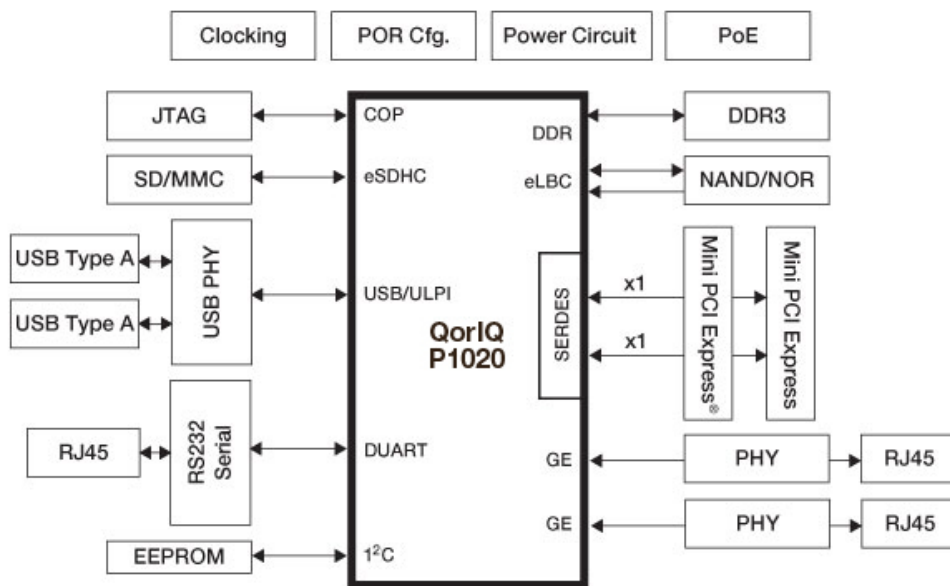 Clocking
POR Cfg.
Power Circuit
PoE
JTAG
COP
DDR
DDR3
SD/MMC
eSDHC
eLBC
NAND/NOR
USB Type A
USB Type A
USB PHY
USB/ULPI
QorIQ
P1020
SERDES
x1
x1
Mini PCI Express®
Mini PCI Express
RJ45
RS232
Serial
DUART
GE
PHY
RJ45
GE
PHY
RJ45
EEPROM
1²C